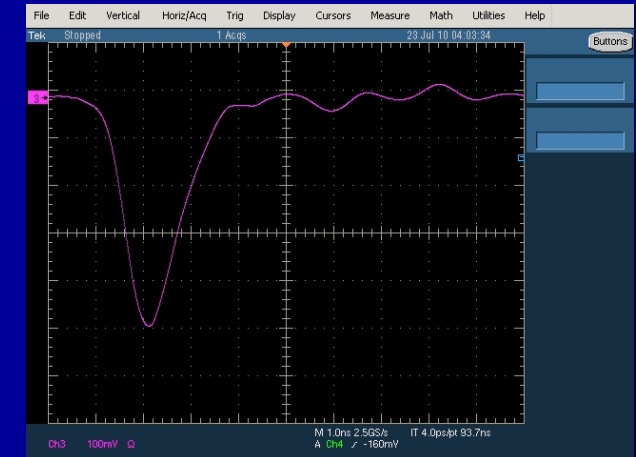 File Edit Vertical Horiz/Acq Trig Display Cursors Measure Math Utilities Help
Tek Stopped 1 Acqs 23 Jul 10 04:03:34
Buttons
3
M 1.0ns 2.5GS/s IT 4.0ps/pt 93.7ns
Ch3 100mV Ω A Ch4 -160mV